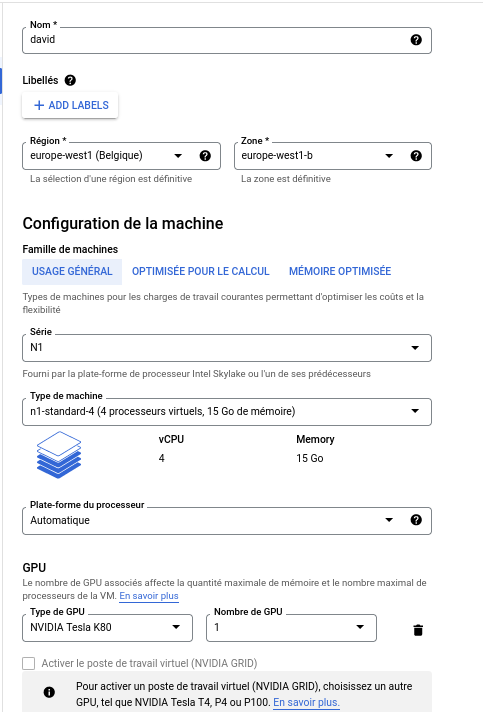 Nom *
david
Libellés
ADD LABELS
Région *
Zone *
europe-west1 (Belgique)
europe-west1-b
La sélection d'une région est définitive
La zone est définitive
Configuration de la machine
Famille de machines
USAGE GÉNÉRAL
OPTIMISÉE POUR LE CALCUL
MÉMOIRE OPTIMISÉE
Types de machines pour les charges de travail courantes permettant d'optimiser les coûts et la
flexibilité
Série
N1
Fourni par la plate-forme de processeur Intel Skylake ou l'un de ses prédécesseurs
Type de machine
n1-standard-4 (4 processeurs virtuels, 15 Go de mémoire)
vCPU
Memory
4
15 Go
Plate-forme du processeur
Automatique
GPU
Le nombre de GPU associés affecte la quantité maximale de mémoire et le nombre maximal de
processeurs de la VM. En savoir plus
Type de GPU
Nombre de GPU
NVIDIA Tesla K80
1
Activer le poste de travail virtuel (NVIDIA GRID)
Pour activer un poste de travail virtuel (NVIDIA GRID), choisissez un autre
GPU, tel que NVIDIA Tesla T4, P4 ou P100. En savoir plus.